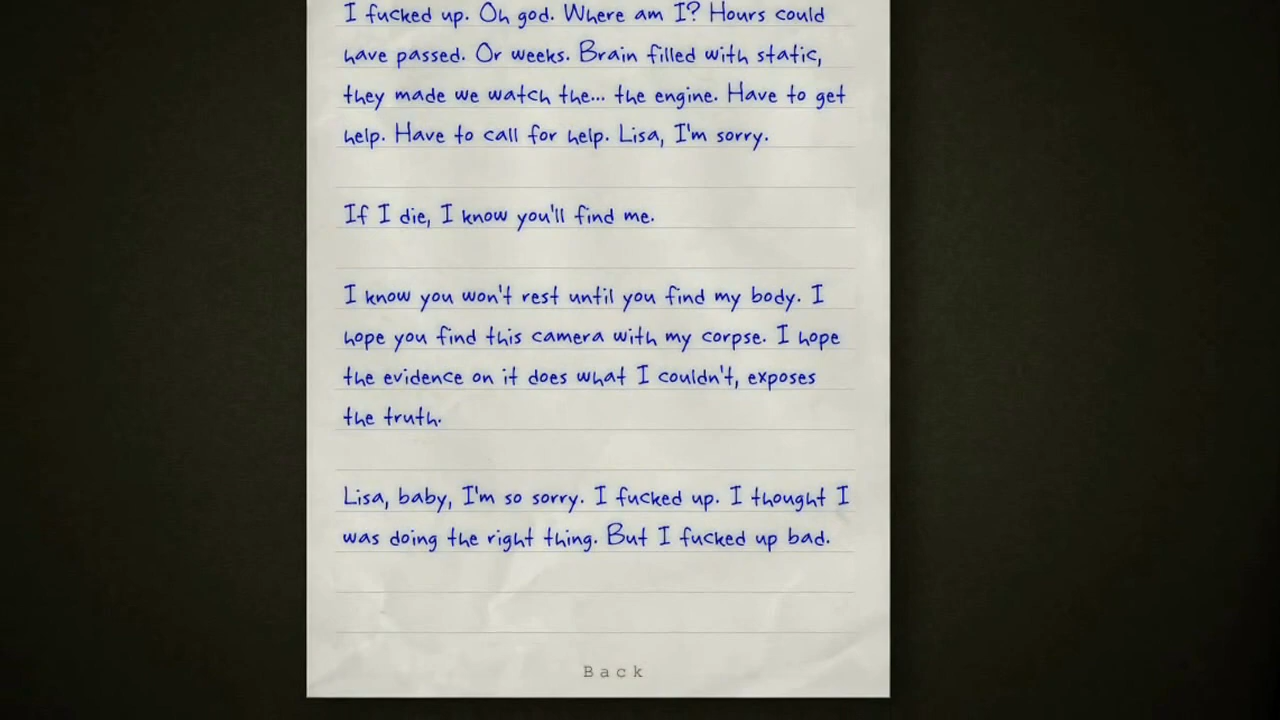 I fucked up. Oh god. Where am I? Hours could
have passed. Or weeks. Brain filled with static,
they made we watch the... the engine. Have to get
help. Have to call for help. Lisa, I'm sorry.
If I die, I know you'll find me.
I know you won't rest until you find my body. I
hope you find this camera with my corpse. I hope
the evidence on it does what I couldn't, exposes
the truth.
Lisa, baby, I'm so sorry. I fucked up. I thought I
was doing the right thing. But I fucked up bad.
Back